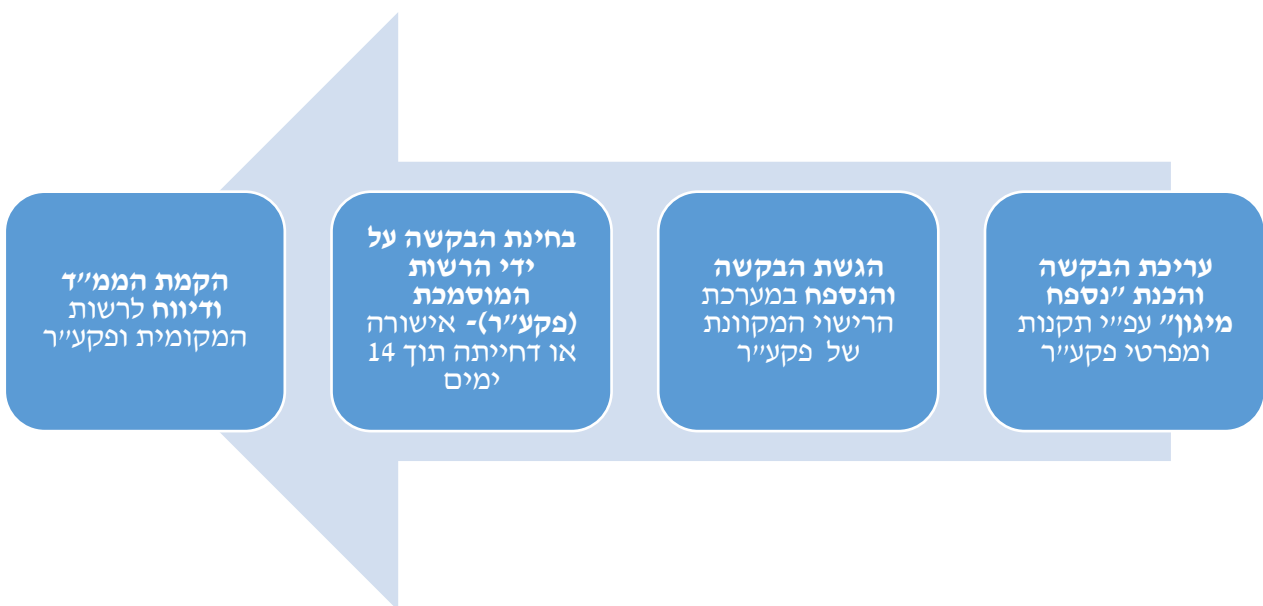 עריכת הבקשה
והכנת "נספח
מיגון" עפ"י תקנות
ומפרטי פקע"ר
הגשת הבקשה
והנספח במערכת
הרישוי המקוונת
של פקע"ר
בחינת הבקשה על
ידי הרשות
המוסמכת
(פקע"ר)- אישורה
או דחייתה תוך 14
ימים
הקמת הממ"ד
ודיווח לרשות
המקומית ופקע"ר